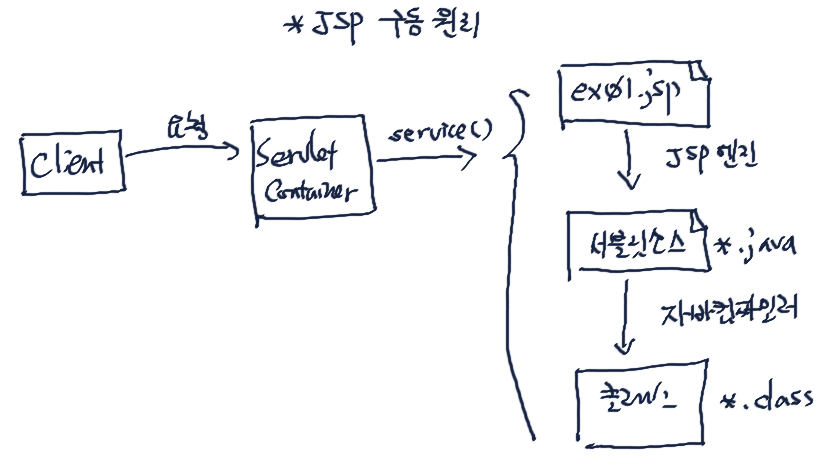 * JSP 구동 원리
요청
Client
Servlet
Container
service()
ex01.jsp
JSP 엔진
서블릿소스
*.java
자바컴파일러
클래스
*.class